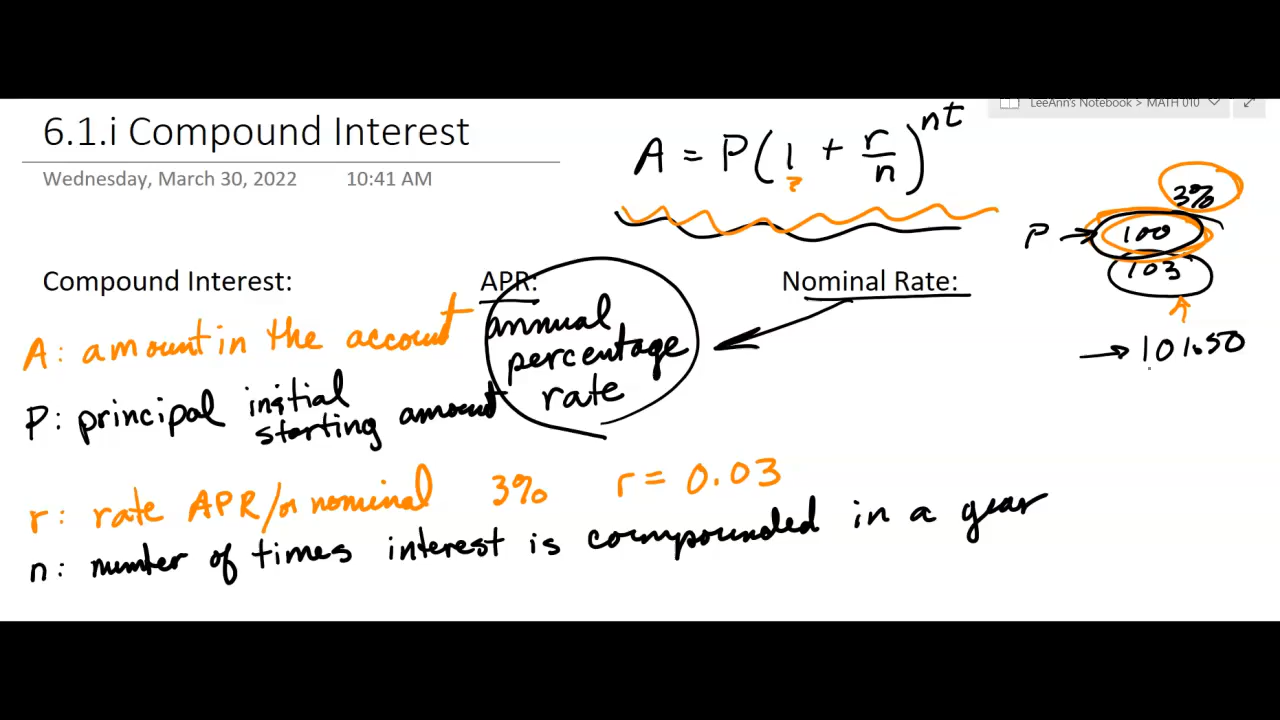 LeeAnn's Notebook > MATH 010
6.1.i Compound Interest
Wednesday, March 30, 2022 10:41 AM
A = P(1 + r/n)^nt
3%
P → 100
103
→ 101.50
Compound Interest: APR: Nominal Rate:
annual
percentage
rate
A: amount in the account
P: principal initial
starting amount
r: rate APR/or nominal 3% r = 0.03
n: number of times interest is compounded in a year